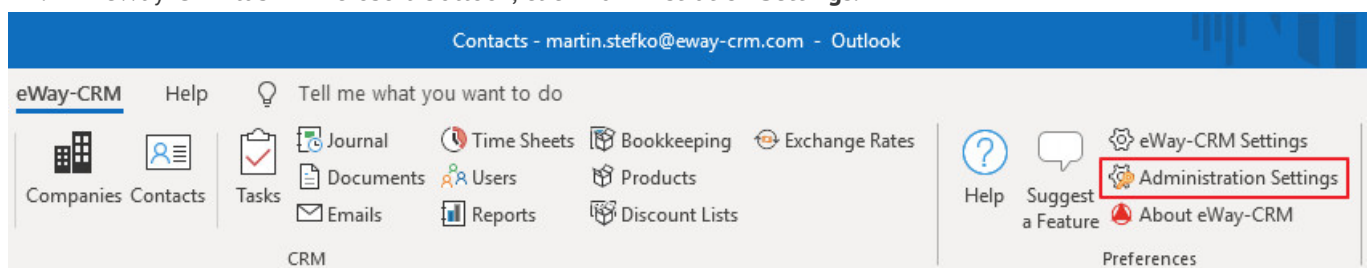 Contacts - martin.stefko@eway-crm.com - Outlook
eWay-CRM Help Tell me what you want to do
Journal Time Sheets Bookkeeping Exchange Rates eWay-CRM Settings
Documents Users Products Administration Settings
Companies Contacts Tasks Help Suggest
a Feature
Emails Reports Discount Lists About eWay-CRM
CRM Preferences